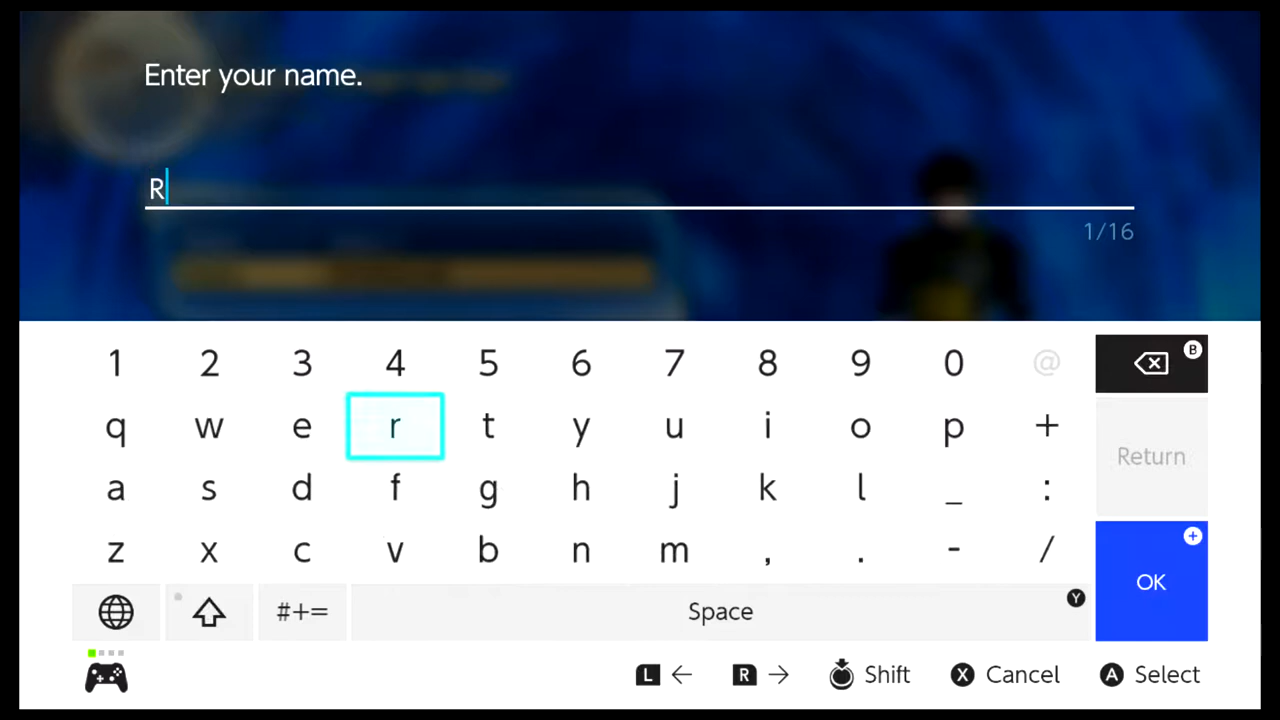 Enter your name.
R
1/16
1 2 3 4 5 6 7 8 9 0 @ B
q w e r t y u i o p + Return
a s d f g h j k l _ :
z x c v b n m , . - / + OK
#+= Space Y
L ← R → Shift X Cancel A Select